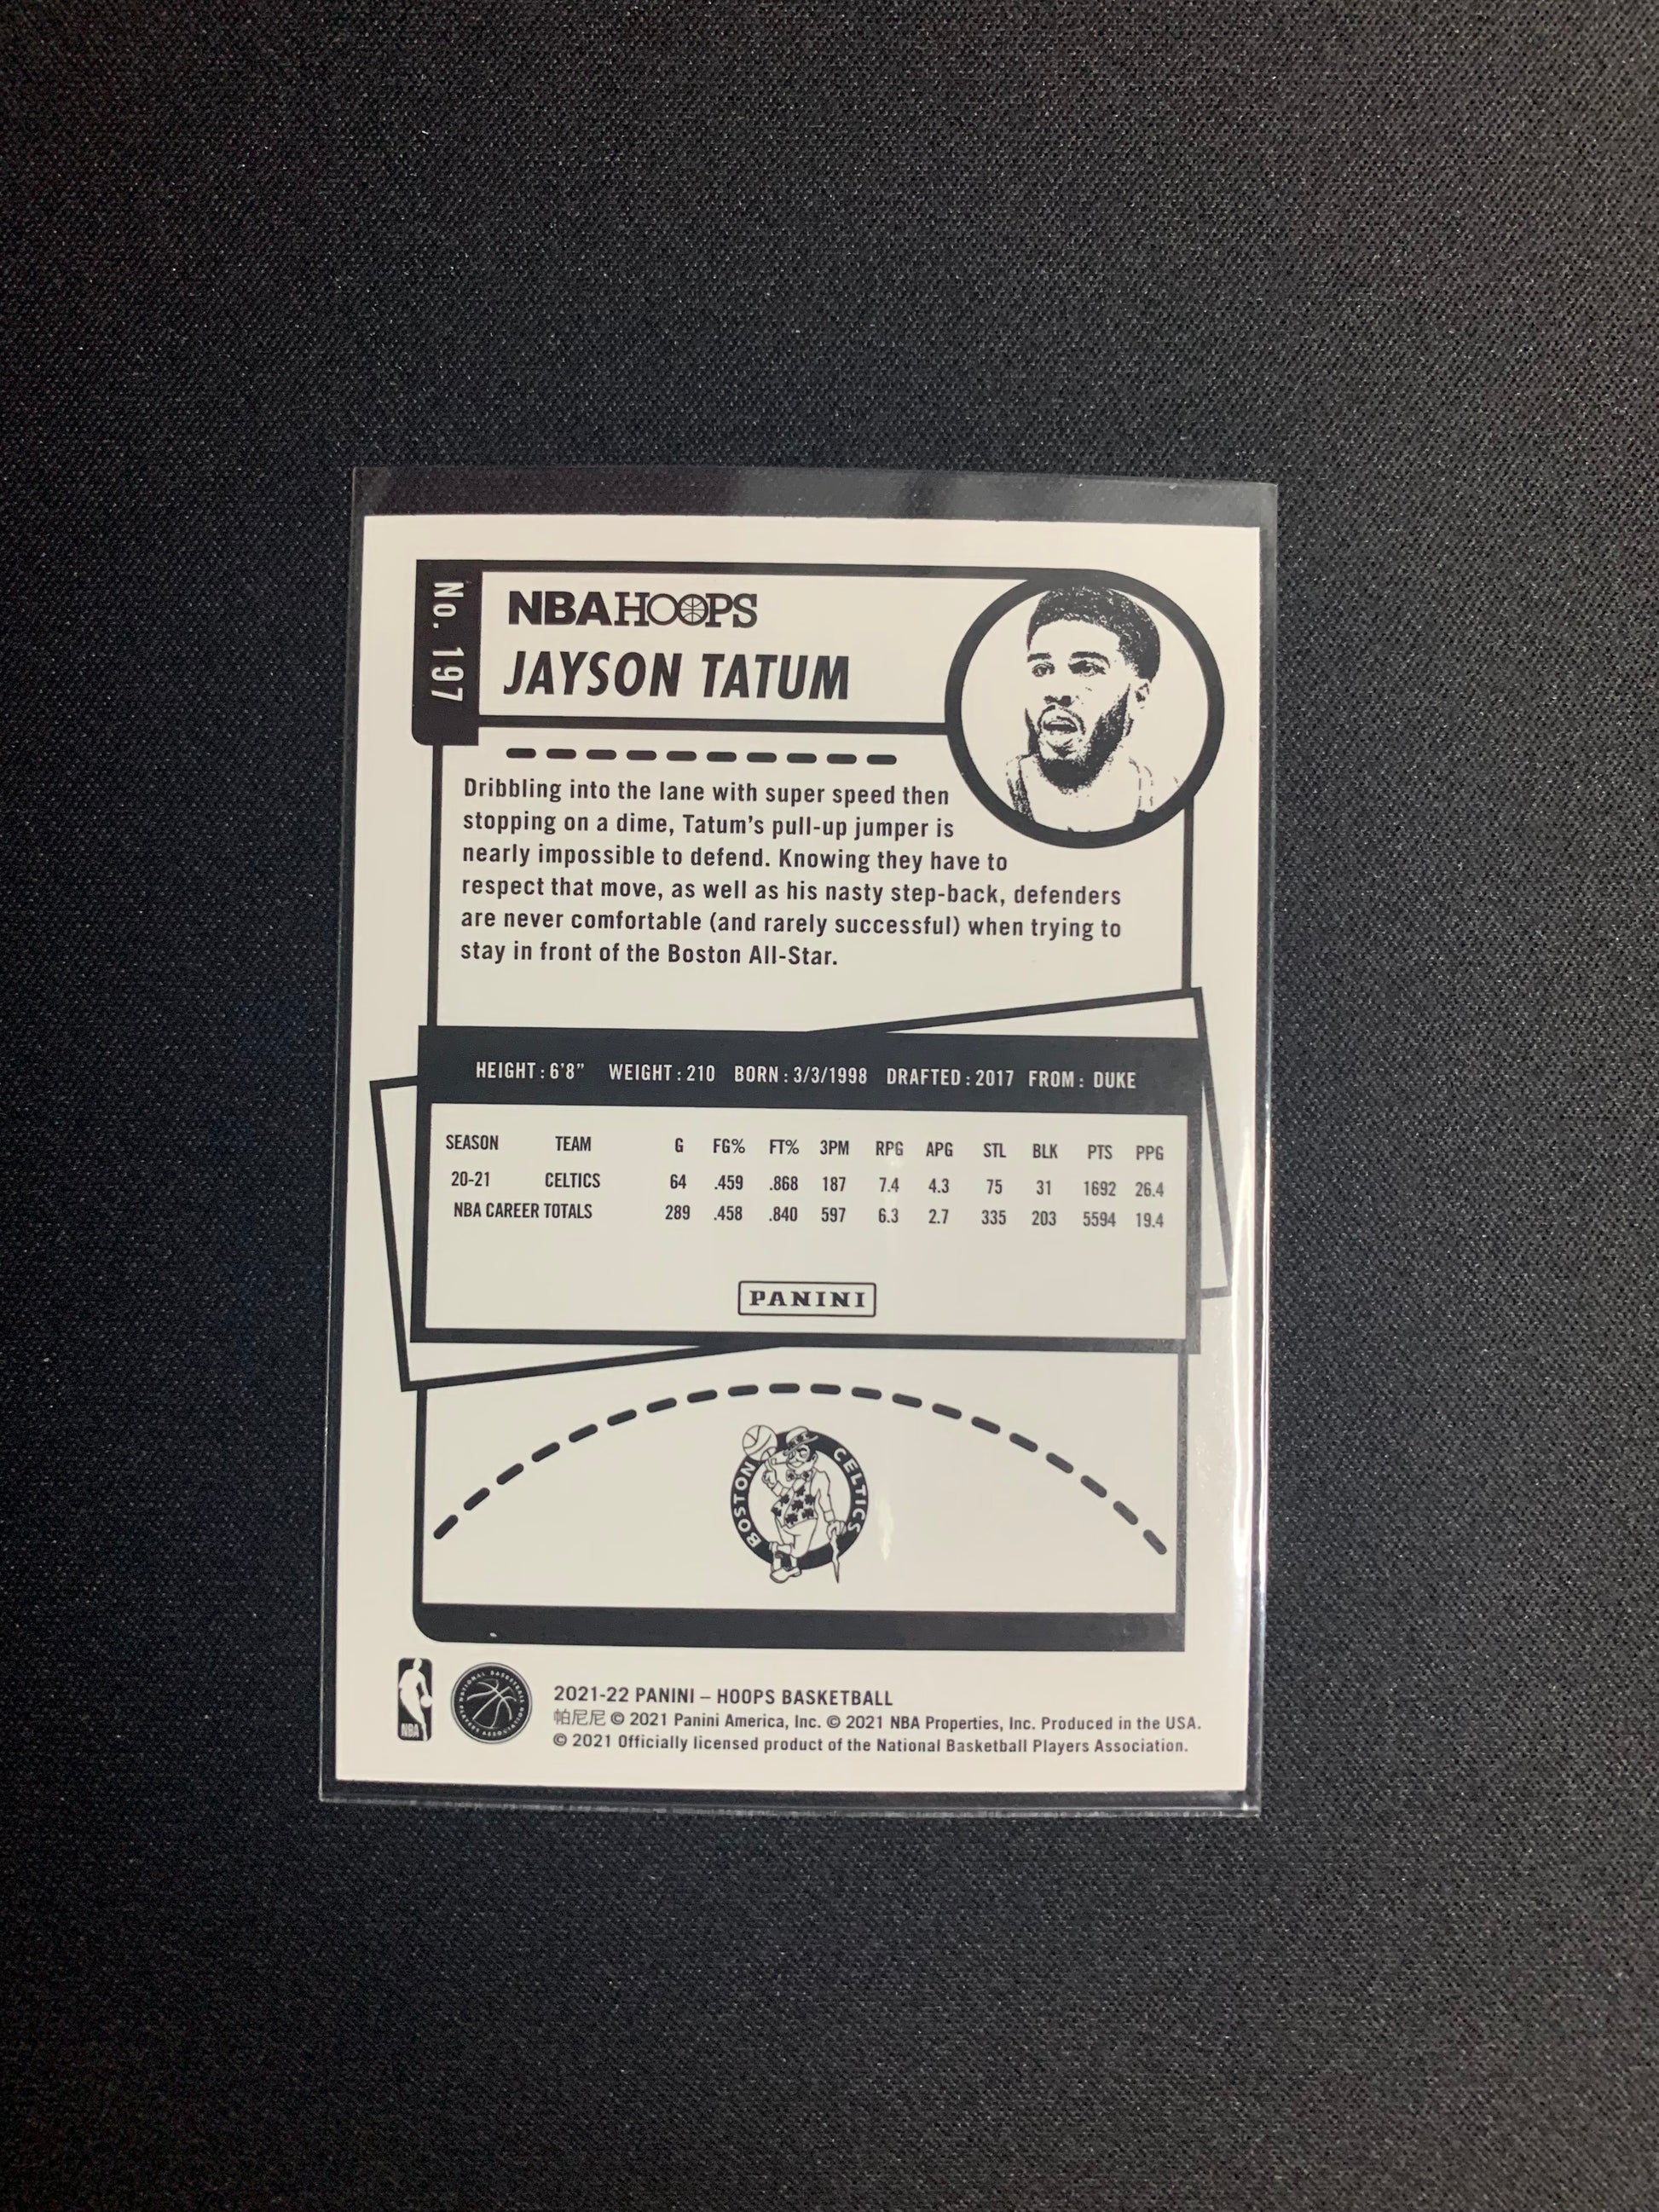 No. 197
NBA HOOPS
JAYSON TATUM
Dribbling into the lane with super speed then
stopping on a dime, Tatum's pull-up jumper is
nearly impossible to defend. Knowing they have to
respect that move, as well as his nasty step-back, defenders
are never comfortable (and rarely successful) when trying to
stay in front of the Boston All-Star.
HEIGHT : 6'8" WEIGHT : 210 BORN : 3/3/1998 DRAFTED : 2017 FROM : DUKE
SEASON TEAM G FG% FT% 3PM RPG APG STL BLK PTS PPG
20-21 CELTICS 64 .459 .868 187 7.4 4.3 75 31 1692 26.4
NBA CAREER TOTALS 289 .458 .840 597 6.3 2.7 335 203 5594 19.4
PANINI
BOSTON CELTICS
NBA
NATIONAL BASKETBALL PLAYERS ASSOCIATION
2021-22 PANINI – HOOPS BASKETBALL
帕尼尼 © 2021 Panini America, Inc. © 2021 NBA Properties, Inc. Produced in the USA.
© 2021 Officially licensed product of the National Basketball Players Association.